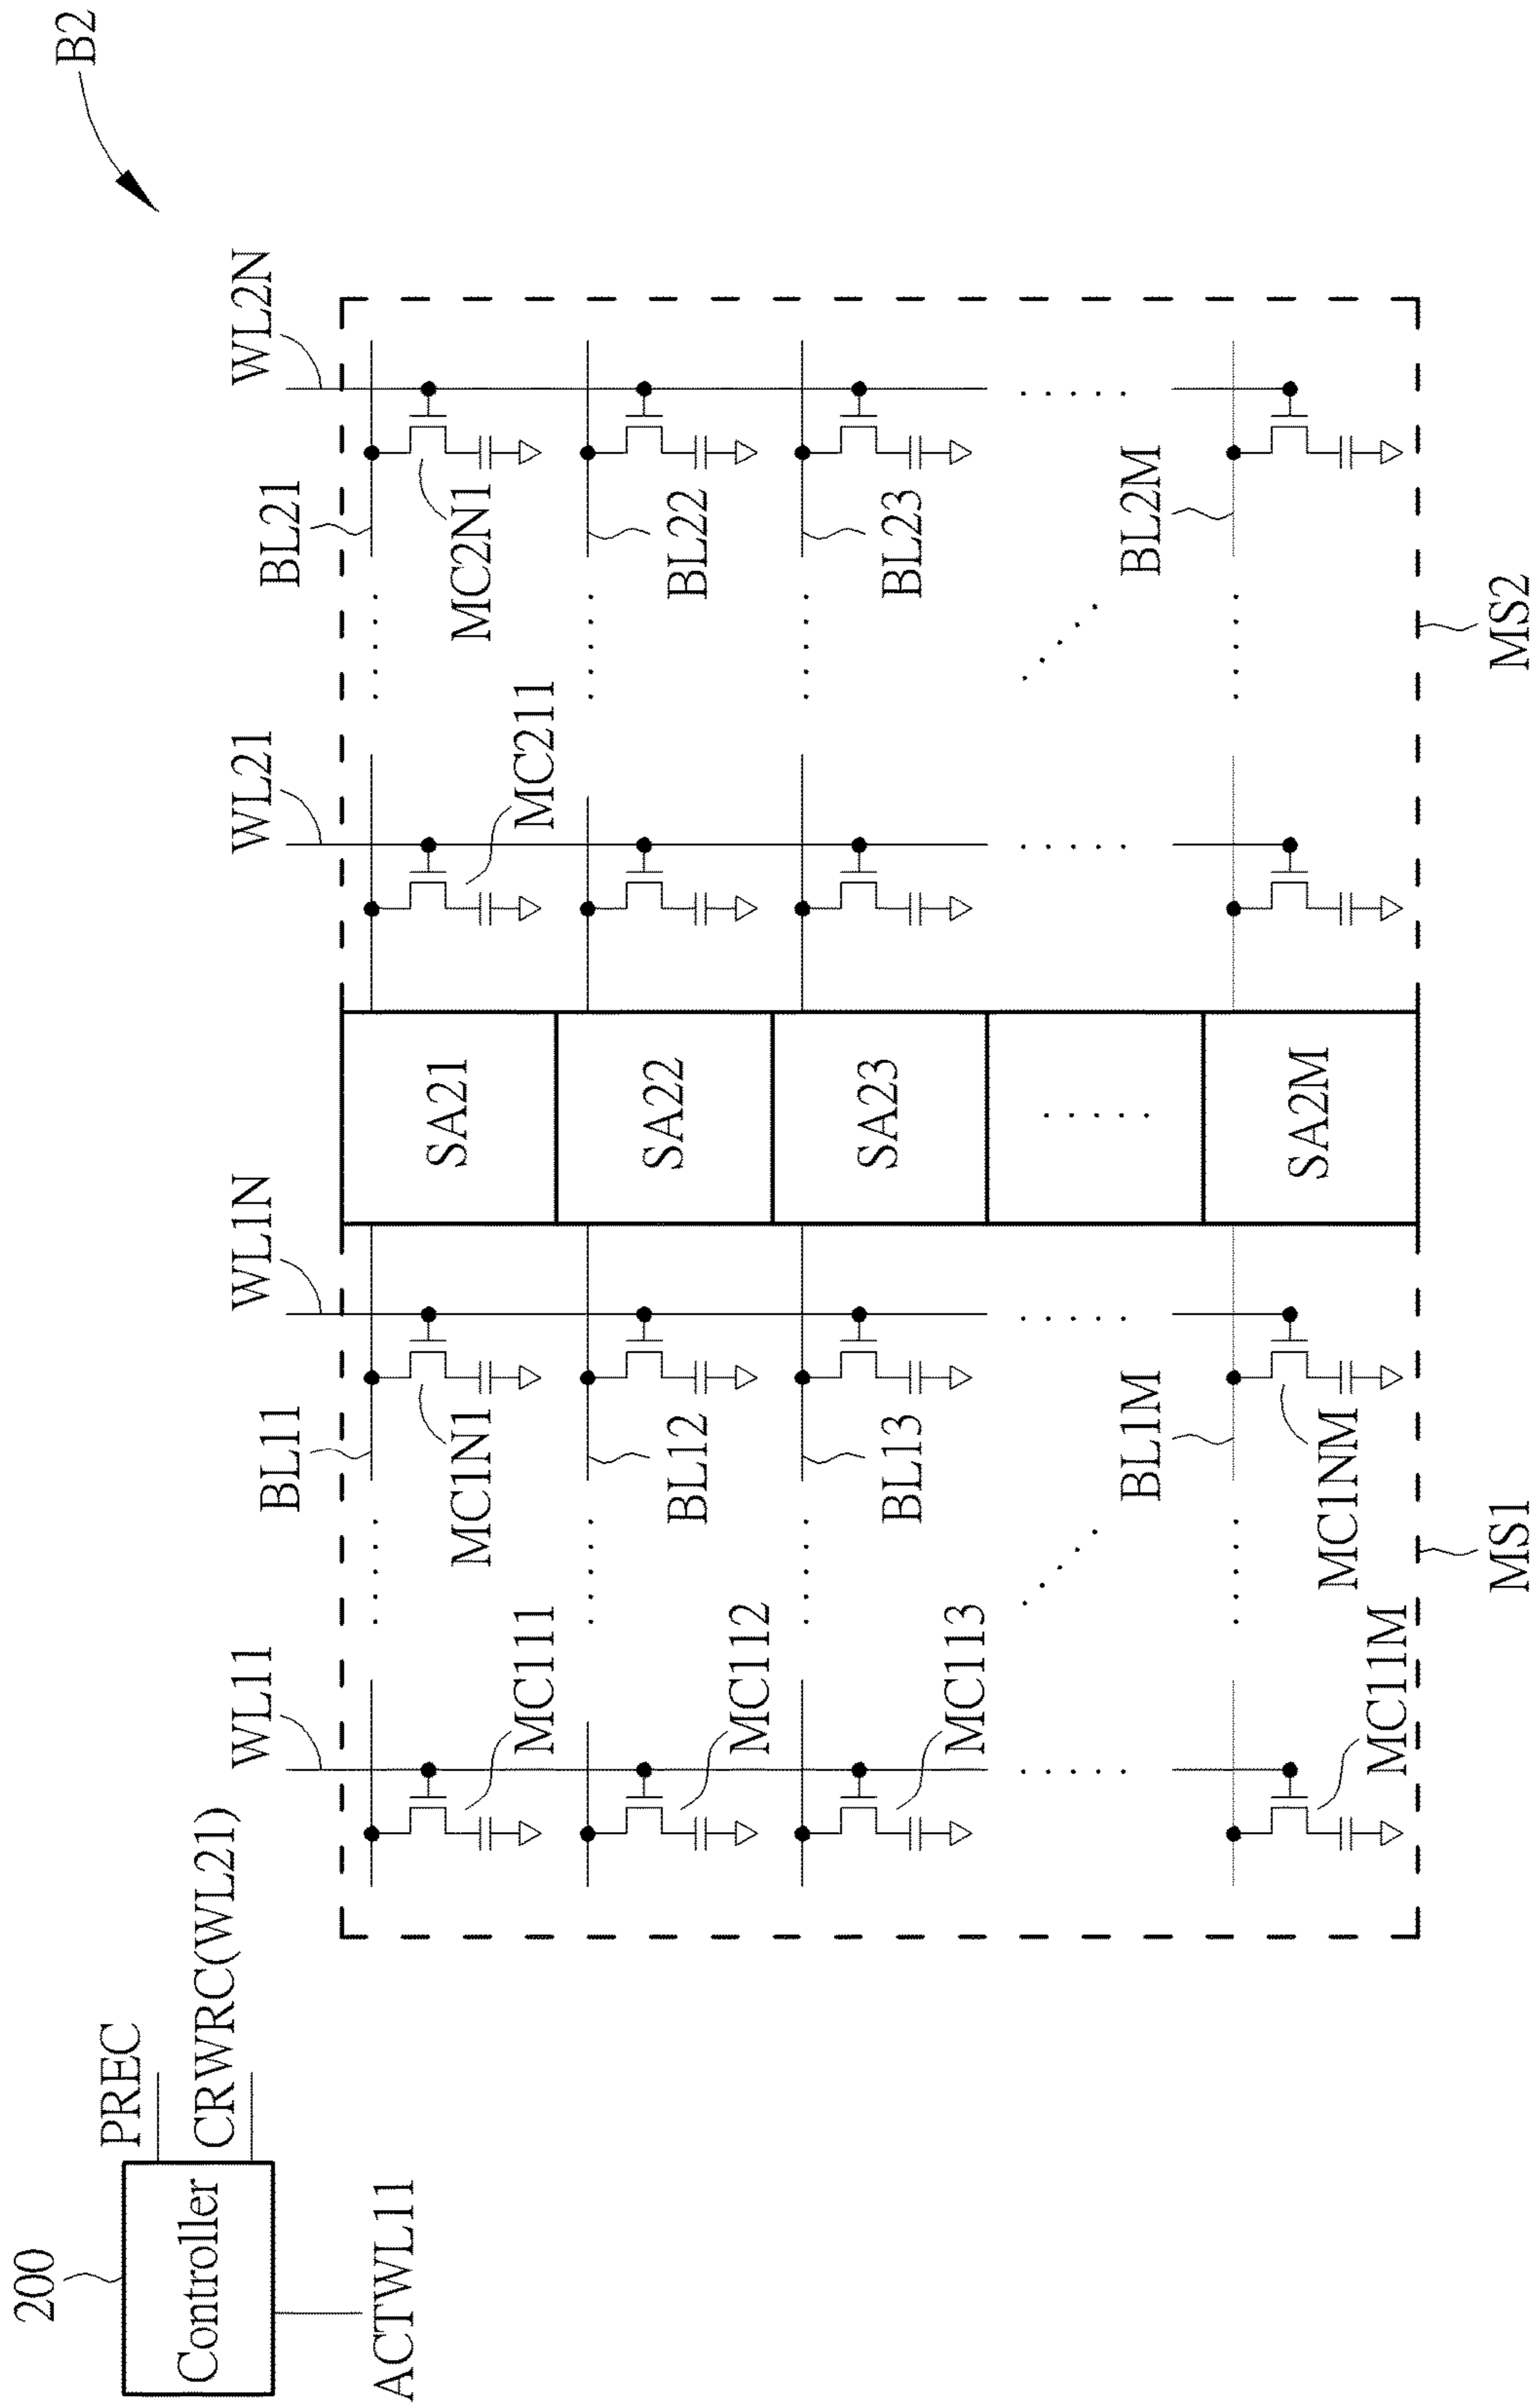 B2
200
Controller
PREC
CRWRC(WL21)
ACTWL11
WL11
WL1N
WL21
WL2N
BL11
BL21
MC111
MC1N1
SA21
MC211
MC2N1
MC112
BL12
SA22
BL22
MC113
BL13
SA23
BL23
.....
BL1M
BL2M
MC11M
MC1NM
SA2M
MS1
MS2